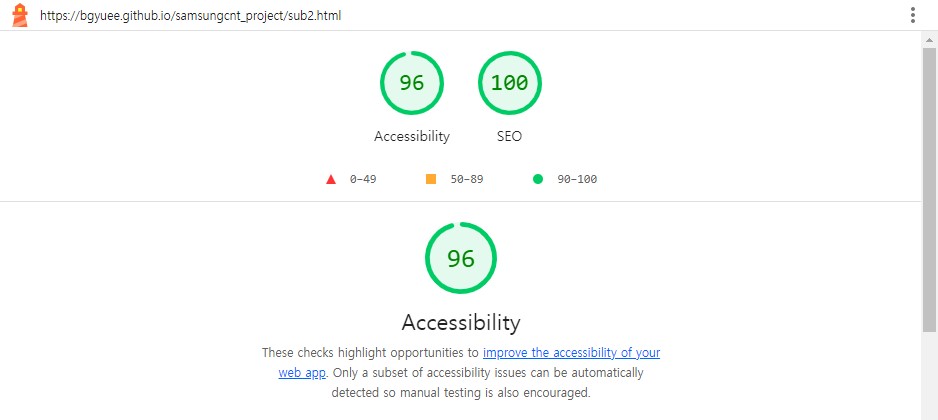 https://bgyuee.github.io/samsungcnt_project/sub2.html
96 100
Accessibility SEO
0–49 50–89 90–100
96
Accessibility
These checks highlight opportunities to improve the accessibility of your
web app. Only a subset of accessibility issues can be automatically
detected so manual testing is also encouraged.